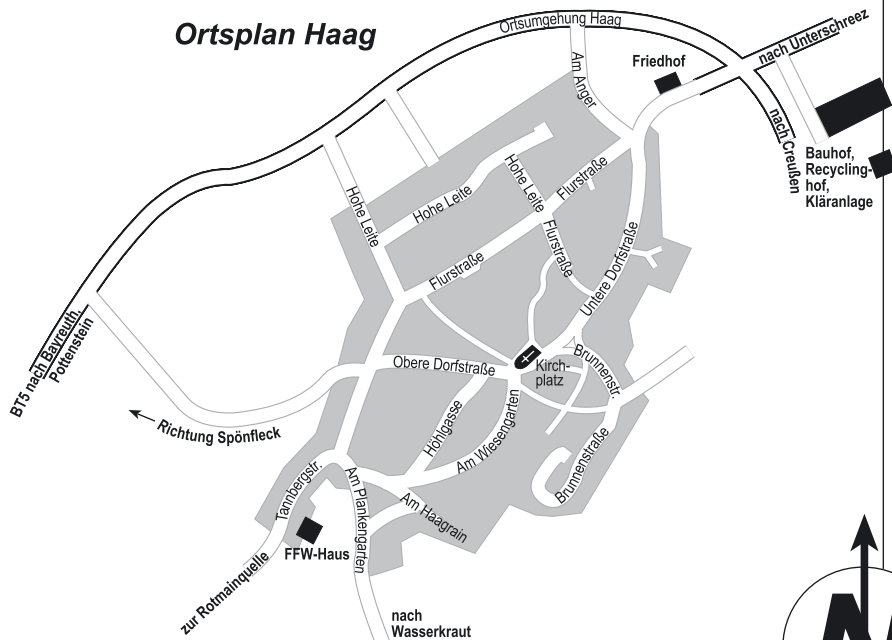 Ortsplan Haag
Ortsumgehung Haag
nach Unterschreez
Friedhof
Am Anger
nach Creußen
Bauhof,
Recycling-
hof,
Kläranlage
Hohe Leite
Hohe Leite
Hohe Leite
Flurstraße
Flurstraße
Flurstraße
Untere Dorfstraße
BT5 nach Bayreuth,
Pottenstein
Obere Dorfstraße
Kirch-
platz
Brunnenstr.
Richtung Spönfleck
Höhlgasse
Am Wiesengarten
Brunnenstraße
Tannbergstr.
Am Plankengarten
Am Haagrain
FFW-Haus
zur Rotmainquelle
nach
Wasserkraut